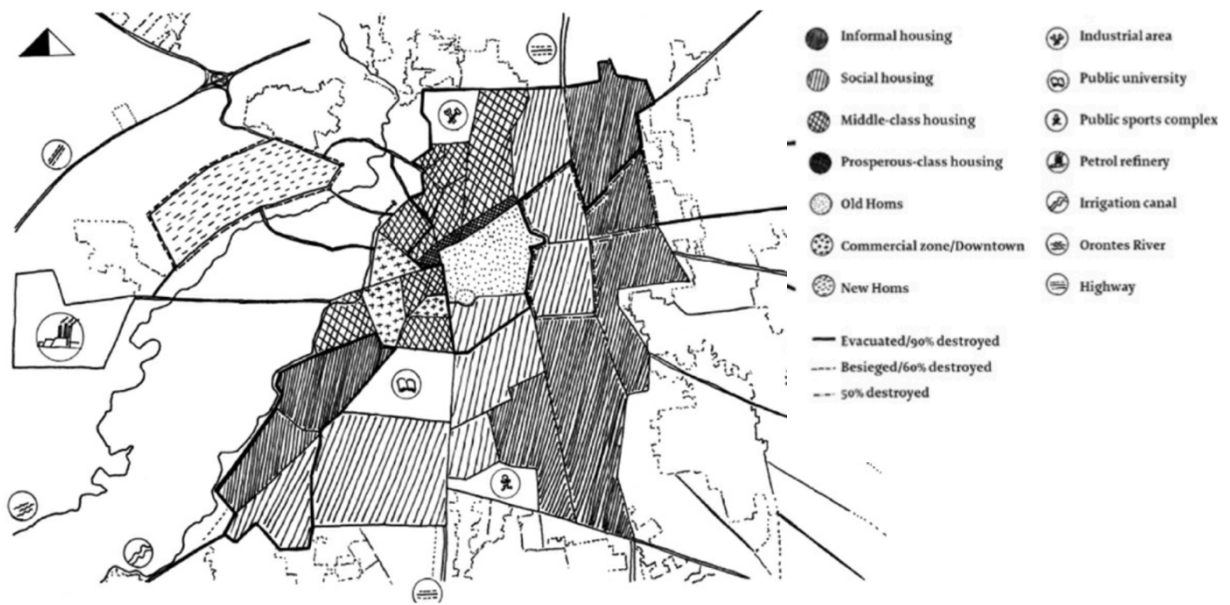 Informal housing
Social housing
Middle-class housing
Prosperous-class housing
Old Homs
Commercial zone/Downtown
New Homs
Evacuated/90% destroyed
Besieged/60% destroyed
50% destroyed
Industrial area
Public university
Public sports complex
Petrol refinery
Irrigation canal
Orontes River
Highway